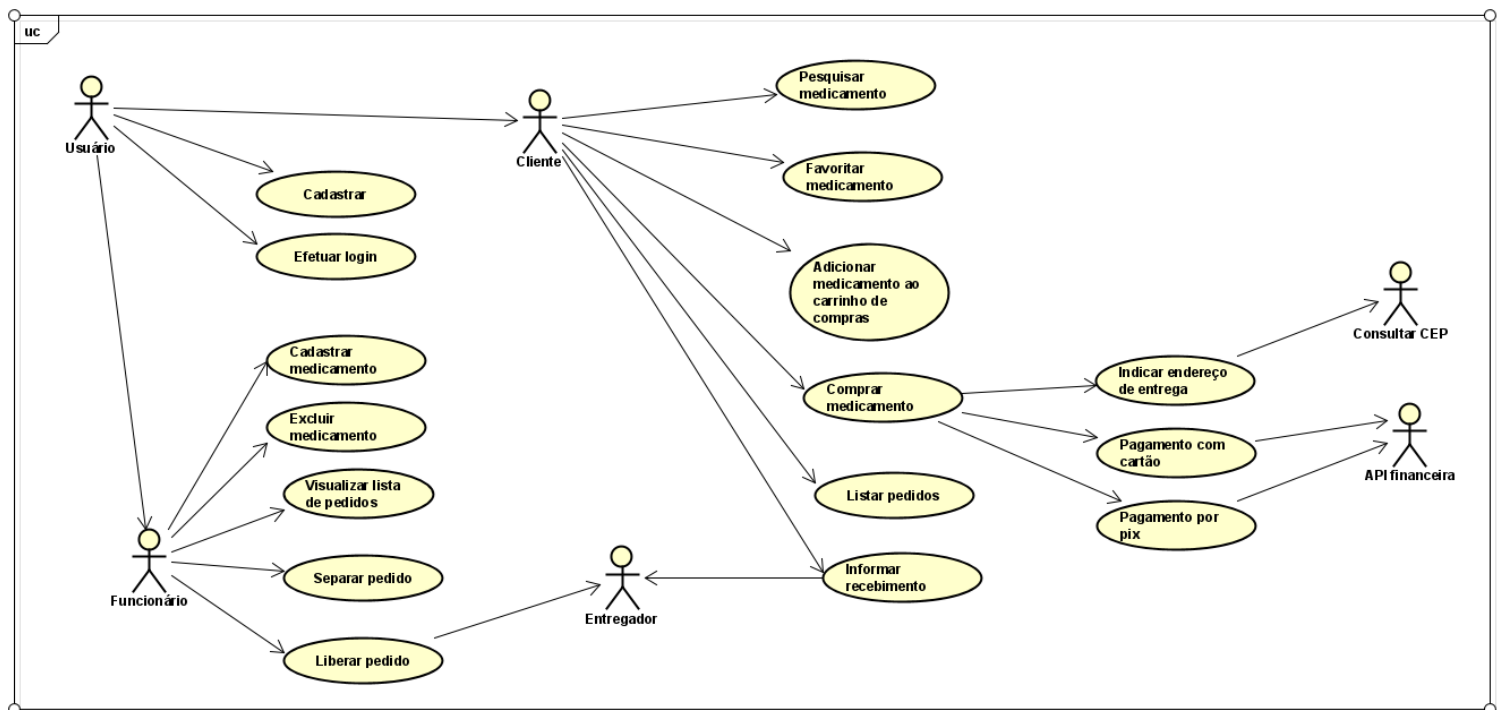 uc
Usuário
Cliente
Pesquisar
medicamento
Favoritar
medicamento
Cadastrar
Efetuar login
Adicionar
medicamento ao
carrinho de
compras
Consultar CEP
Cadastrar
medicamento
Comprar
medicamento
Indicar endereço
de entrega
Excluir
medicamento
Pagamento com
cartão
API financeira
Visualizar lista
de pedidos
Listar pedidos
Pagamento por
pix
Funcionário
Separar pedido
Entregador
Informar
recebimento
Liberar pedido